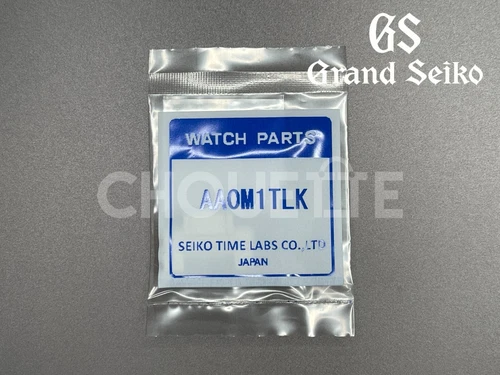 GS
Grand Seiko
WATCH PARTS
CHOUETTE
AA0M1TLK
SEIKO TIME LABS CO.,LTD
JAPAN